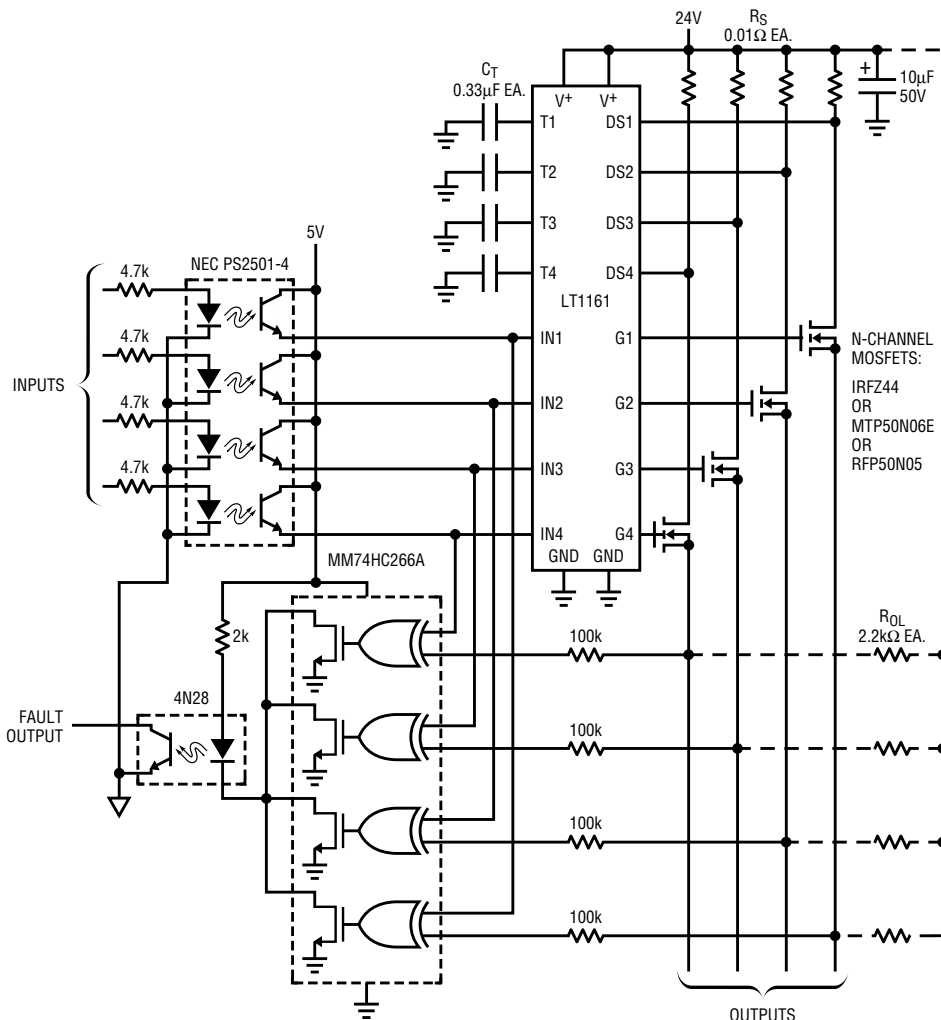 24V
R_S
0.01Ω EA.
C_T
0.33µF EA.
+
10µF
50V
V+
V+
T1
DS1
T2
DS2
T3
DS3
T4
DS4
LT1161
5V
NEC PS2501-4
4.7k
4.7k
4.7k
4.7k
INPUTS
IN1
G1
IN2
G2
IN3
G3
IN4
G4
GND
GND
N-CHANNEL
MOSFETS:
IRFZ44
OR
MTP50N06E
OR
RFP50N05
MM74HC266A
2k
4N28
FAULT
OUTPUT
100k
100k
100k
100k
R_OL
2.2kΩ EA.
OUTPUTS